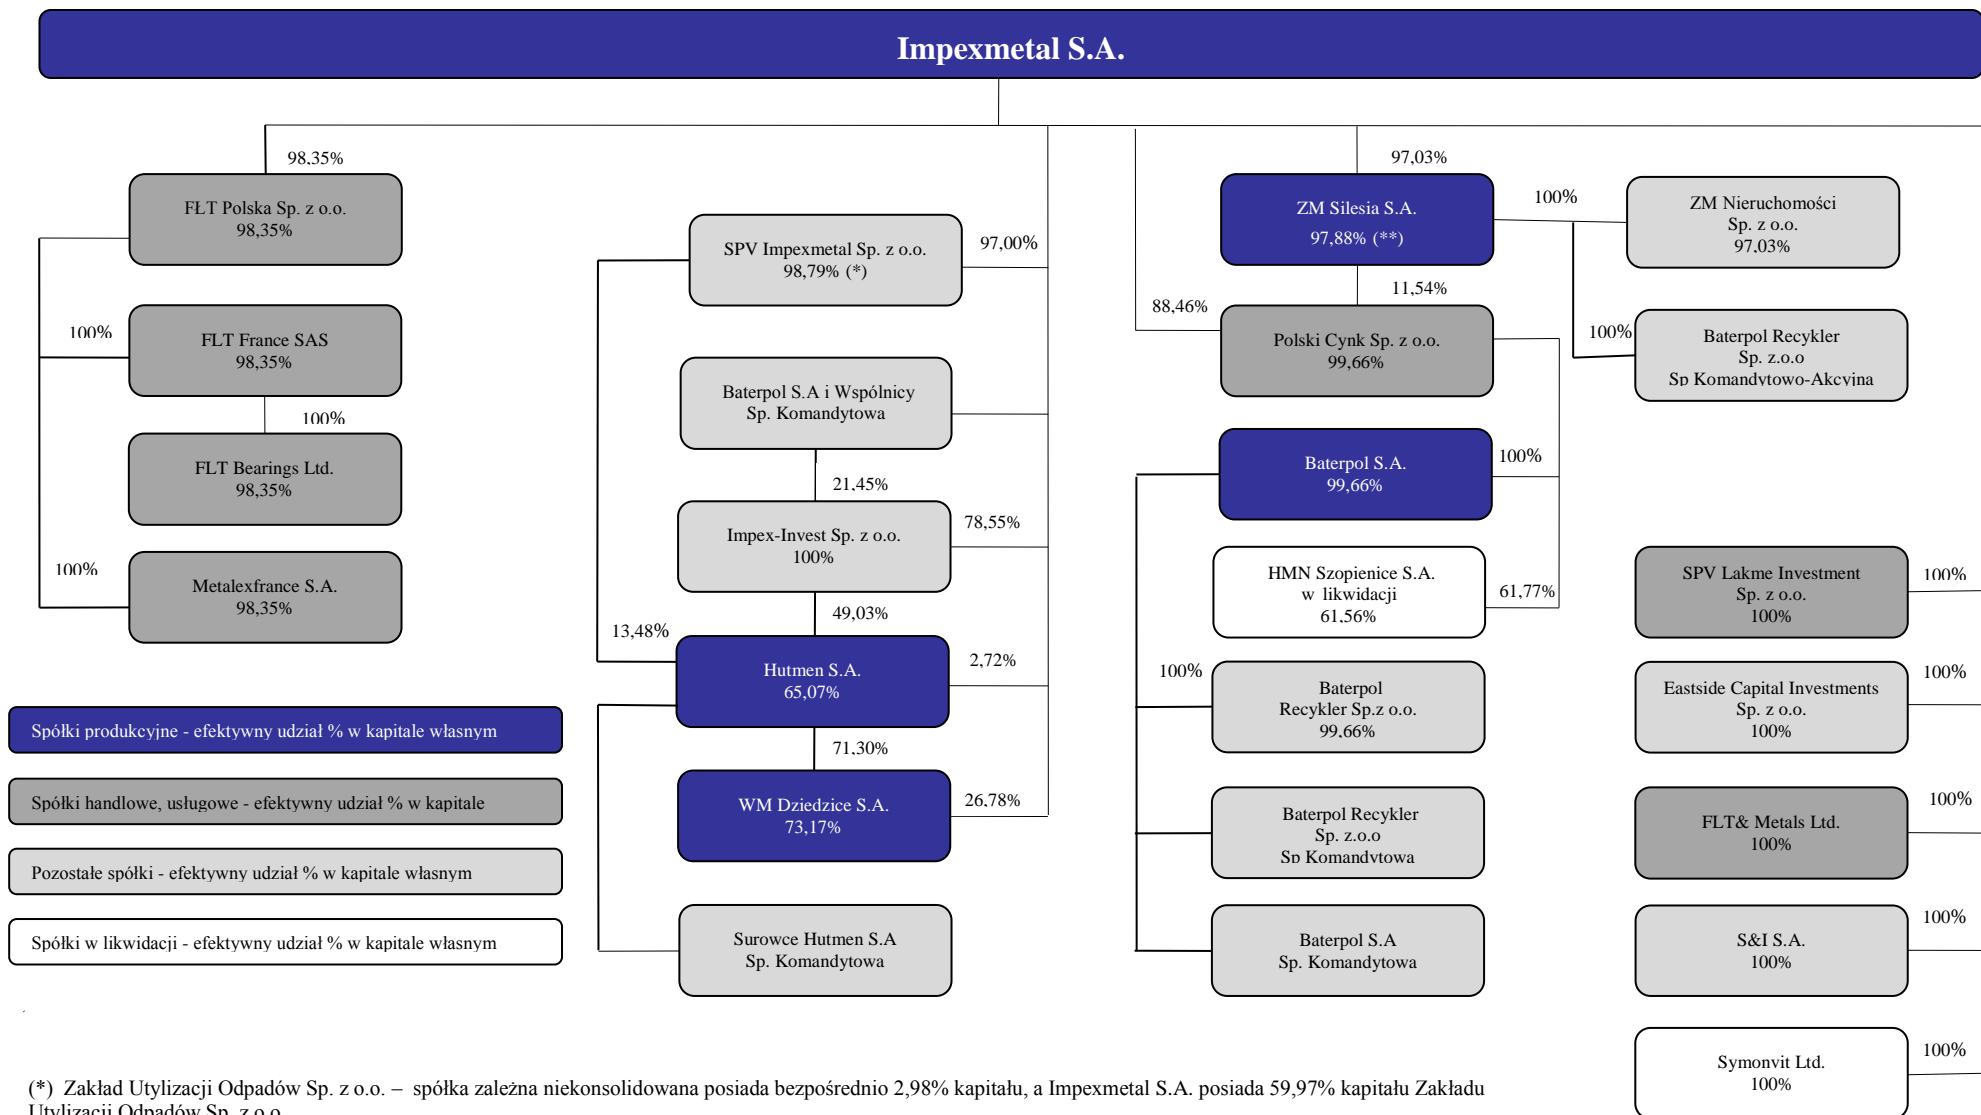 Impexmetal S.A.
98,35%
FŁT Polska Sp. z o.o.
98,35%
100%
FLT France SAS
98,35%
100%
FLT Bearings Ltd.
98,35%
100%
Metalexfrance S.A.
98,35%
SPV Impexmetal Sp. z o.o.
98,79% (*)
97,00%
Baterpol S.A i Wspólnicy
Sp. Komandytowa
21,45%
Impex-Invest Sp. z o.o.
100%
78,55%
49,03%
13,48%
Hutmen S.A.
65,07%
2,72%
71,30%
WM Dziedzice S.A.
73,17%
26,78%
Surowce Hutmen S.A
Sp. Komandytowa
97,03%
ZM Silesia S.A.
97,88% (**)
100%
ZM Nieruchomości
Sp. z o.o.
97,03%
11,54%
88,46%
Polski Cynk Sp. z o.o.
99,66%
100%
Baterpol Recykler
Sp. z.o.o
Sp Komandytowo-Akcyjna
Baterpol S.A.
99,66%
100%
HMN Szopienice S.A.
w likwidacji
61,56%
61,77%
100%
Baterpol
Recykler Sp.z o.o.
99,66%
Baterpol Recykler
Sp. z.o.o
Sp Komandytowa
Baterpol S.A
Sp. Komandytowa
SPV Lakme Investment
Sp. z o.o.
100%
100%
Eastside Capital Investments
Sp. z o.o.
100%
100%
FLT& Metals Ltd.
100%
100%
S&I S.A.
100%
100%
Symonvit Ltd.
100%
100%
Spółki produkcyjne - efektywny udział % w kapitale własnym
Spółki handlowe, usługowe - efektywny udział % w kapitale
Pozostałe spółki - efektywny udział % w kapitale własnym
Spółki w likwidacji - efektywny udział % w kapitale własnym
(*) Zakład Utylizacji Odpadów Sp. z o.o. – spółka zależna niekonsolidowana posiada bezpośrednio 2,98% kapitału, a Impexmetal S.A. posiada 59,97% kapitału Zakładu
Utylizacji Odpadów Sp. z o.o.